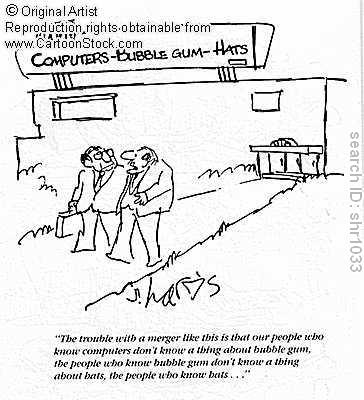 © Original Artist
Reproduction rights obtainable from
www.CartoonStock.com
COMPUTERS-BUBBLE GUM-HATS
search ID: shr1033
S. harris
"The trouble with a merger like this is that our people who
know computers don't know a thing about bubble gum,
the people who know bubble gum don't know a thing
about hats, the people who know hats . . ."